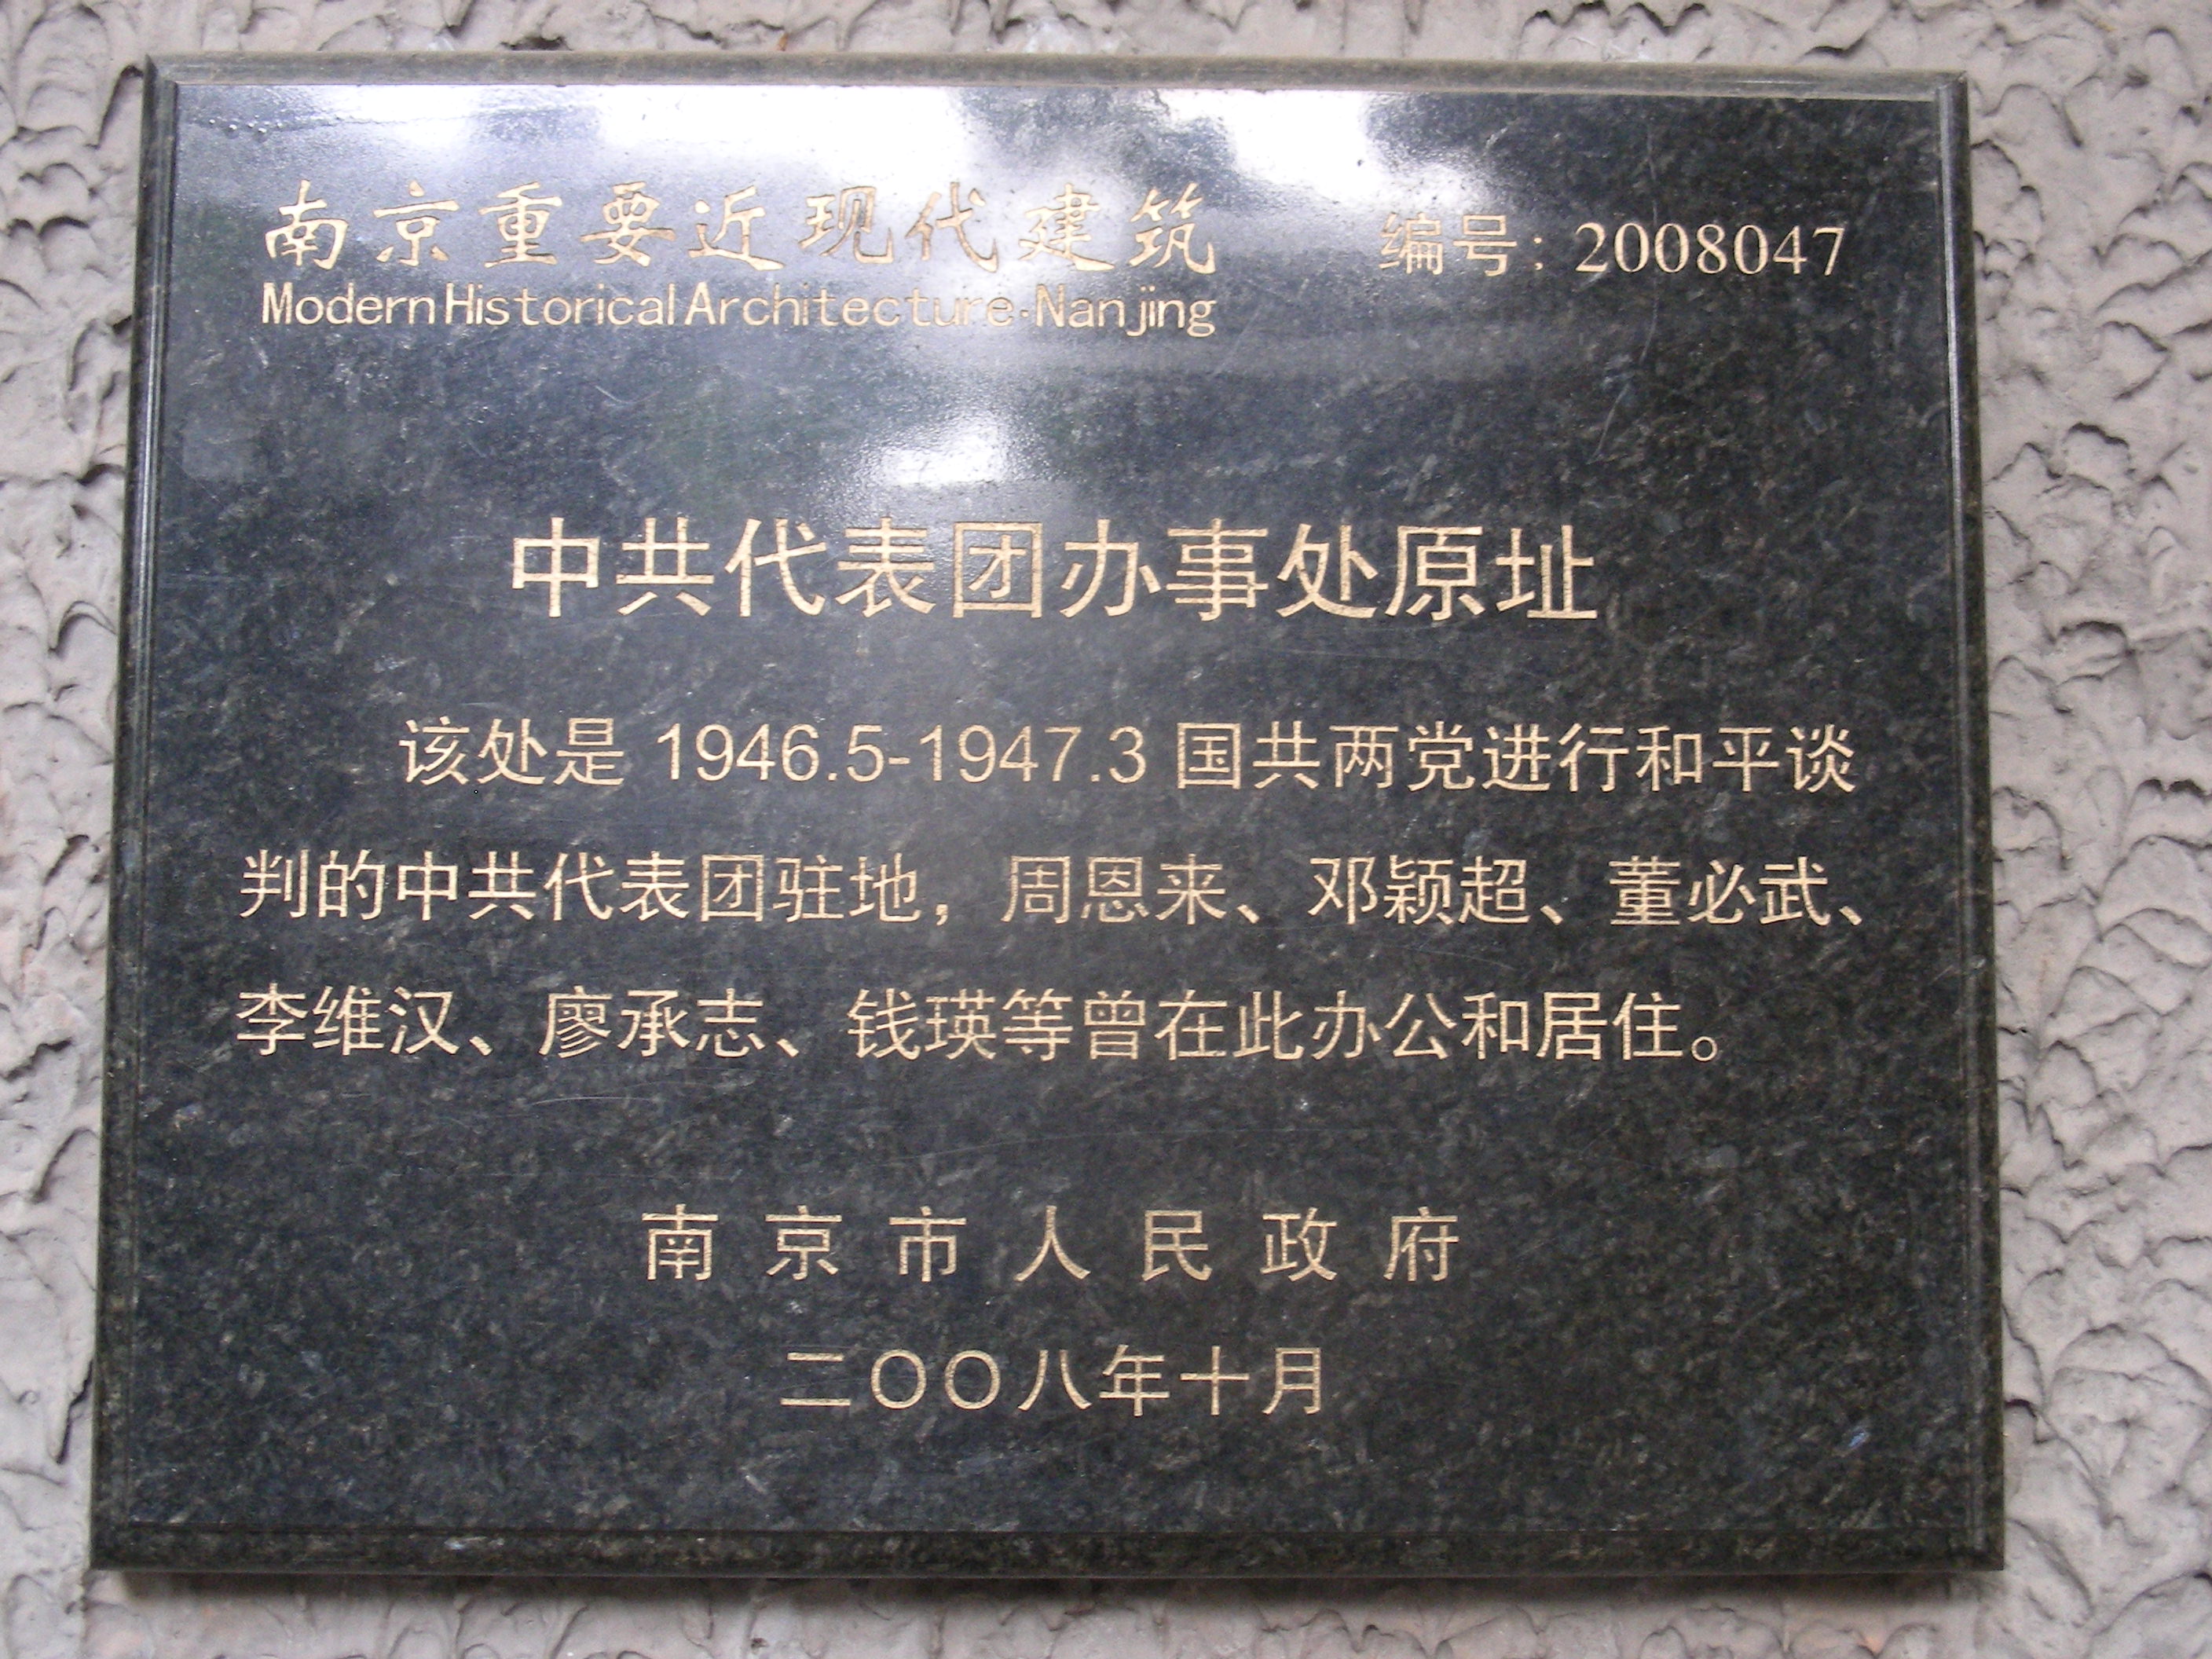 南京重要近现代建筑 编号: 2008047
Modern Historical Architecture·Nanjing
中共代表团办事处原址
该处是 1946.5-1947.3 国共两党进行和平谈
判的中共代表团驻地，周恩来、邓颖超、董必武、
李维汉、廖承志、钱瑛等曾在此办公和居住。
南京市人民政府
二〇〇八年十月